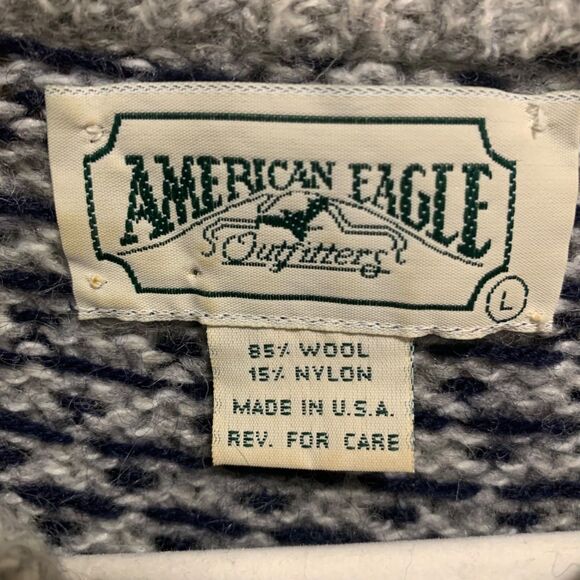 AMERICAN EAGLE
Outfitters
L
85% WOOL
15% NYLON
MADE IN U.S.A.
REV. FOR CARE